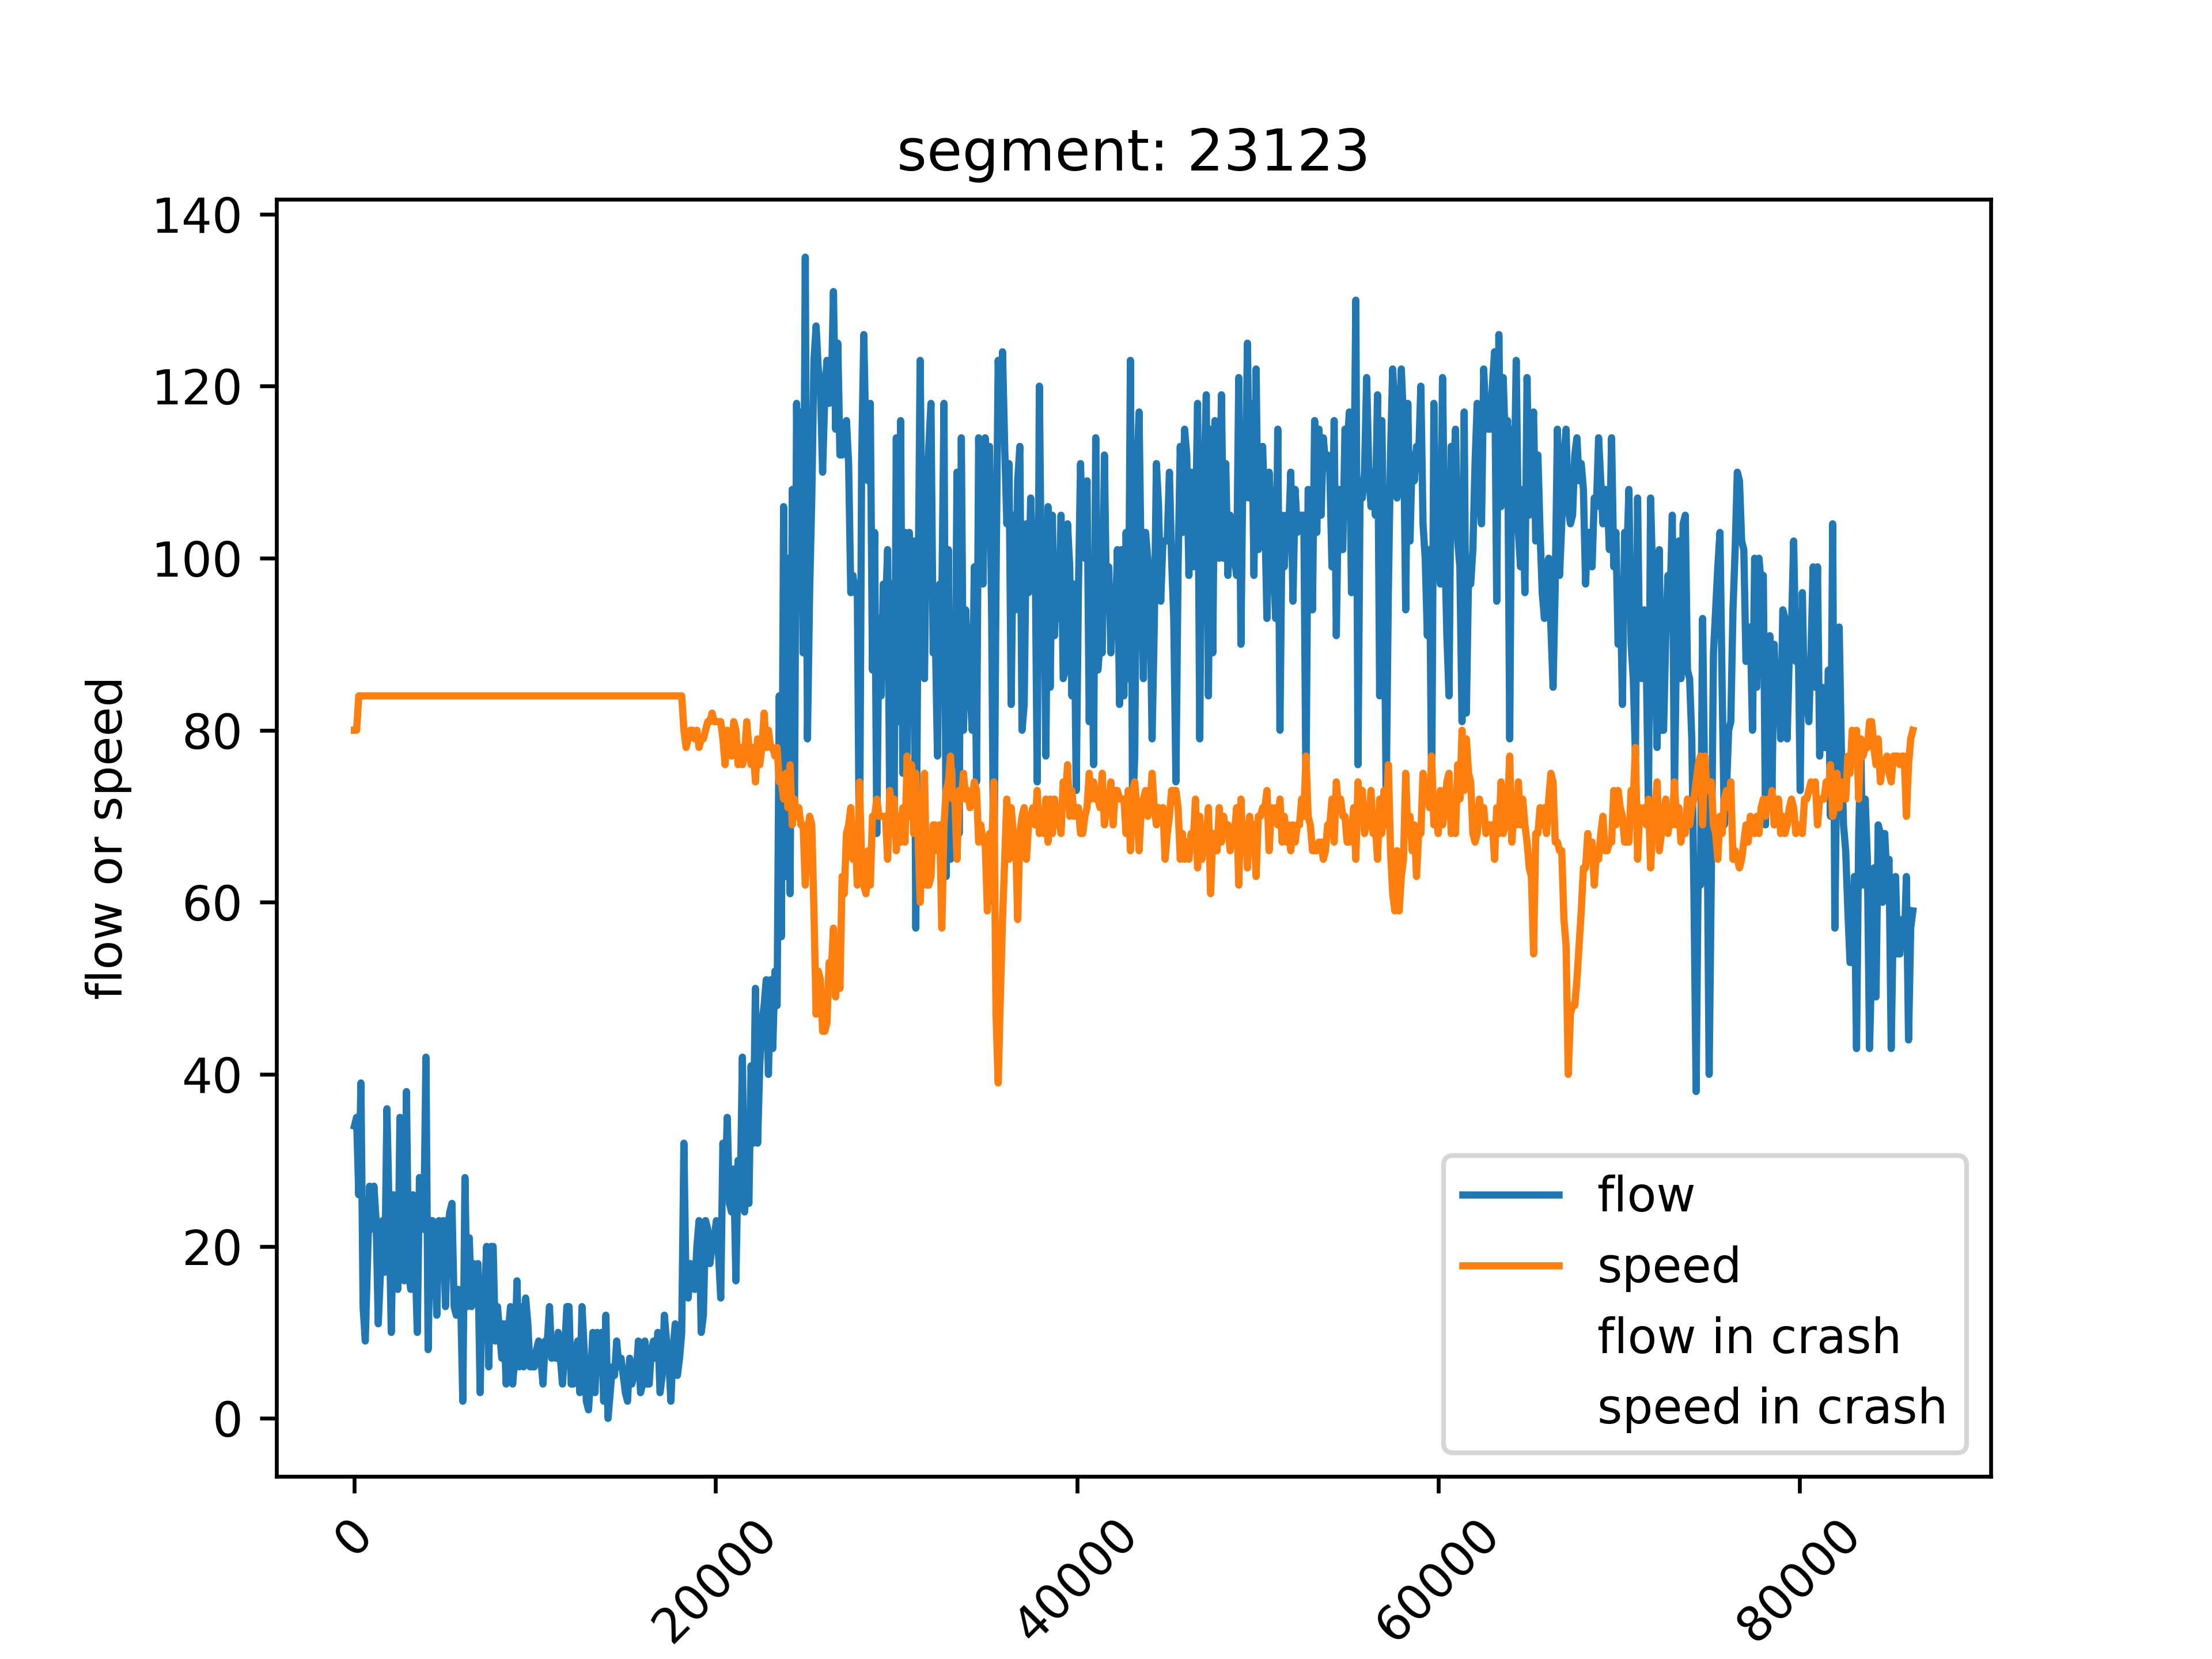 segment: 23123
140
120
100
80
60
40
20
0
flow or speed
flow
speed
flow in crash
speed in crash
0
20000
40000
60000
80000